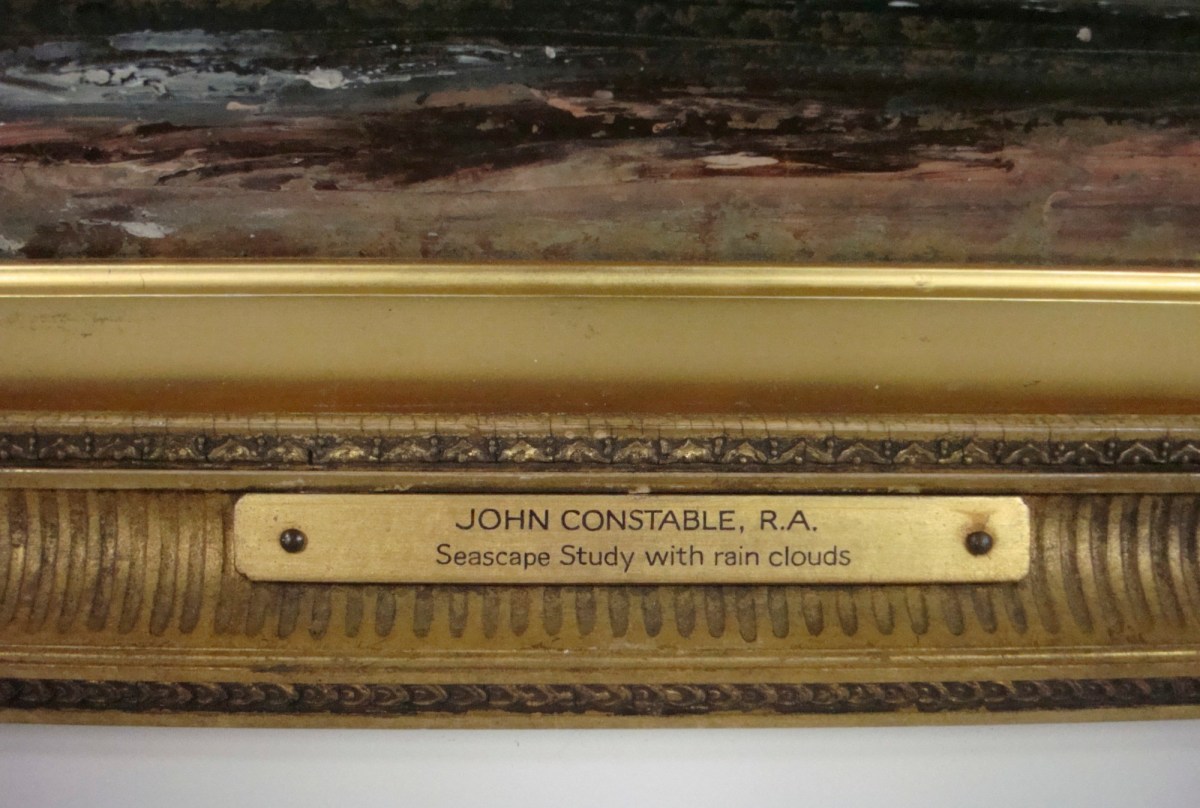 JOHN CONSTABLE, R.A.
Seascape Study with rain clouds